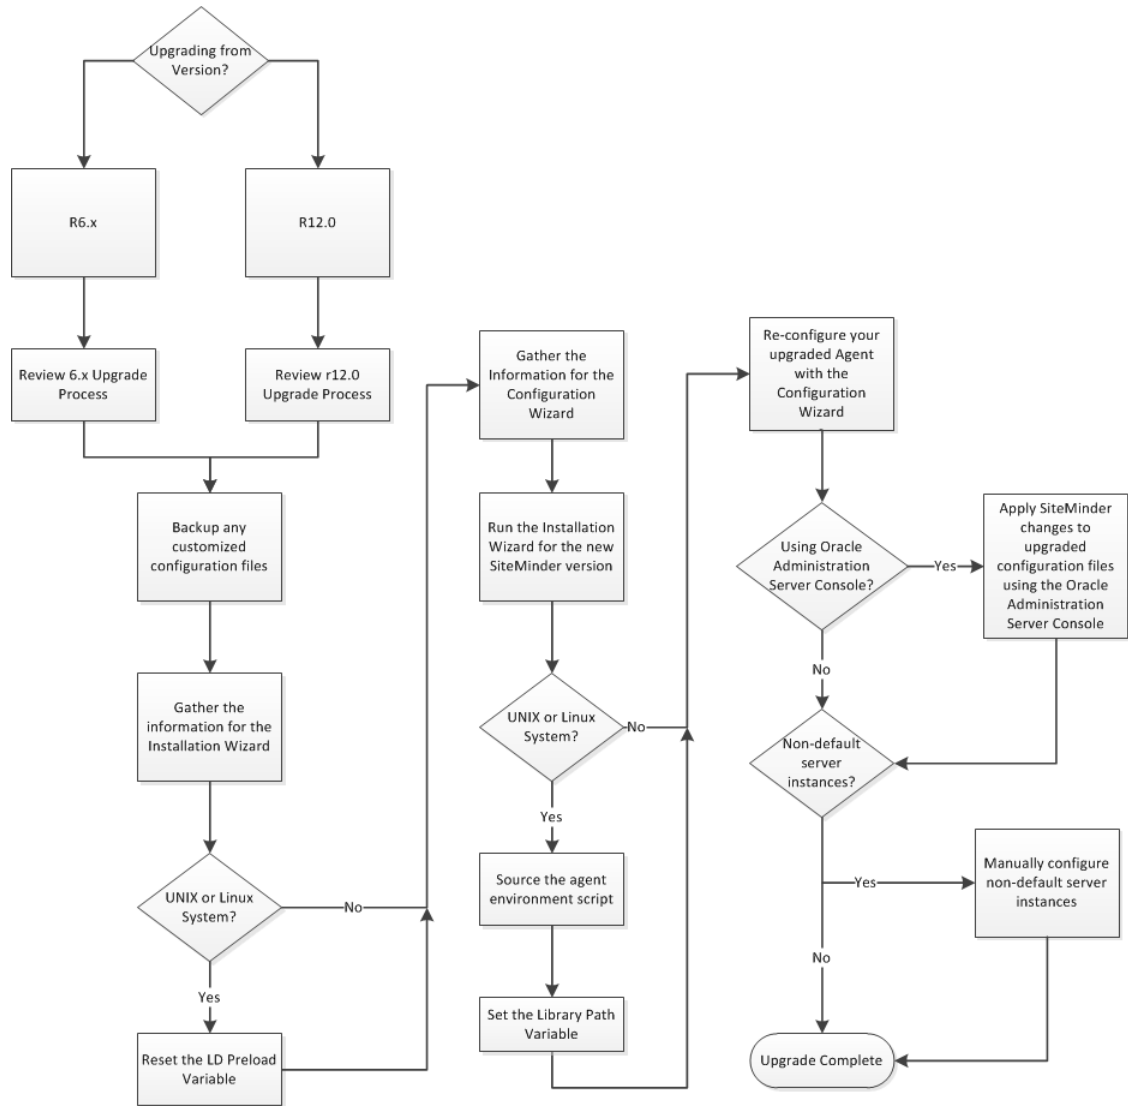 Upgrading from
Version?
R6.x
R12.0
Review 6.x Upgrade
Process
Review r12.0
Upgrade Process
Backup any
customized
configuration files
Gather the
information for the
Installation Wizard
UNIX or Linux
System?
No
Yes
Reset the LD Preload
Variable
Gather the
Information for the
Configuration
Wizard
Run the Installation
Wizard for the new
SiteMinder version
UNIX or Linux
System?
No
Yes
Source the agent
environment script
Set the Library Path
Variable
Re-configure your
upgraded Agent
with the
Configuration
Wizard
Using Oracle
Administration
Server Console?
Yes
Apply SiteMinder
changes to
upgraded
configuration files
using the Oracle
Administration
Server Console
No
Non-default
server
instances?
Yes
Manually configure
non-default server
instances
No
Upgrade Complete